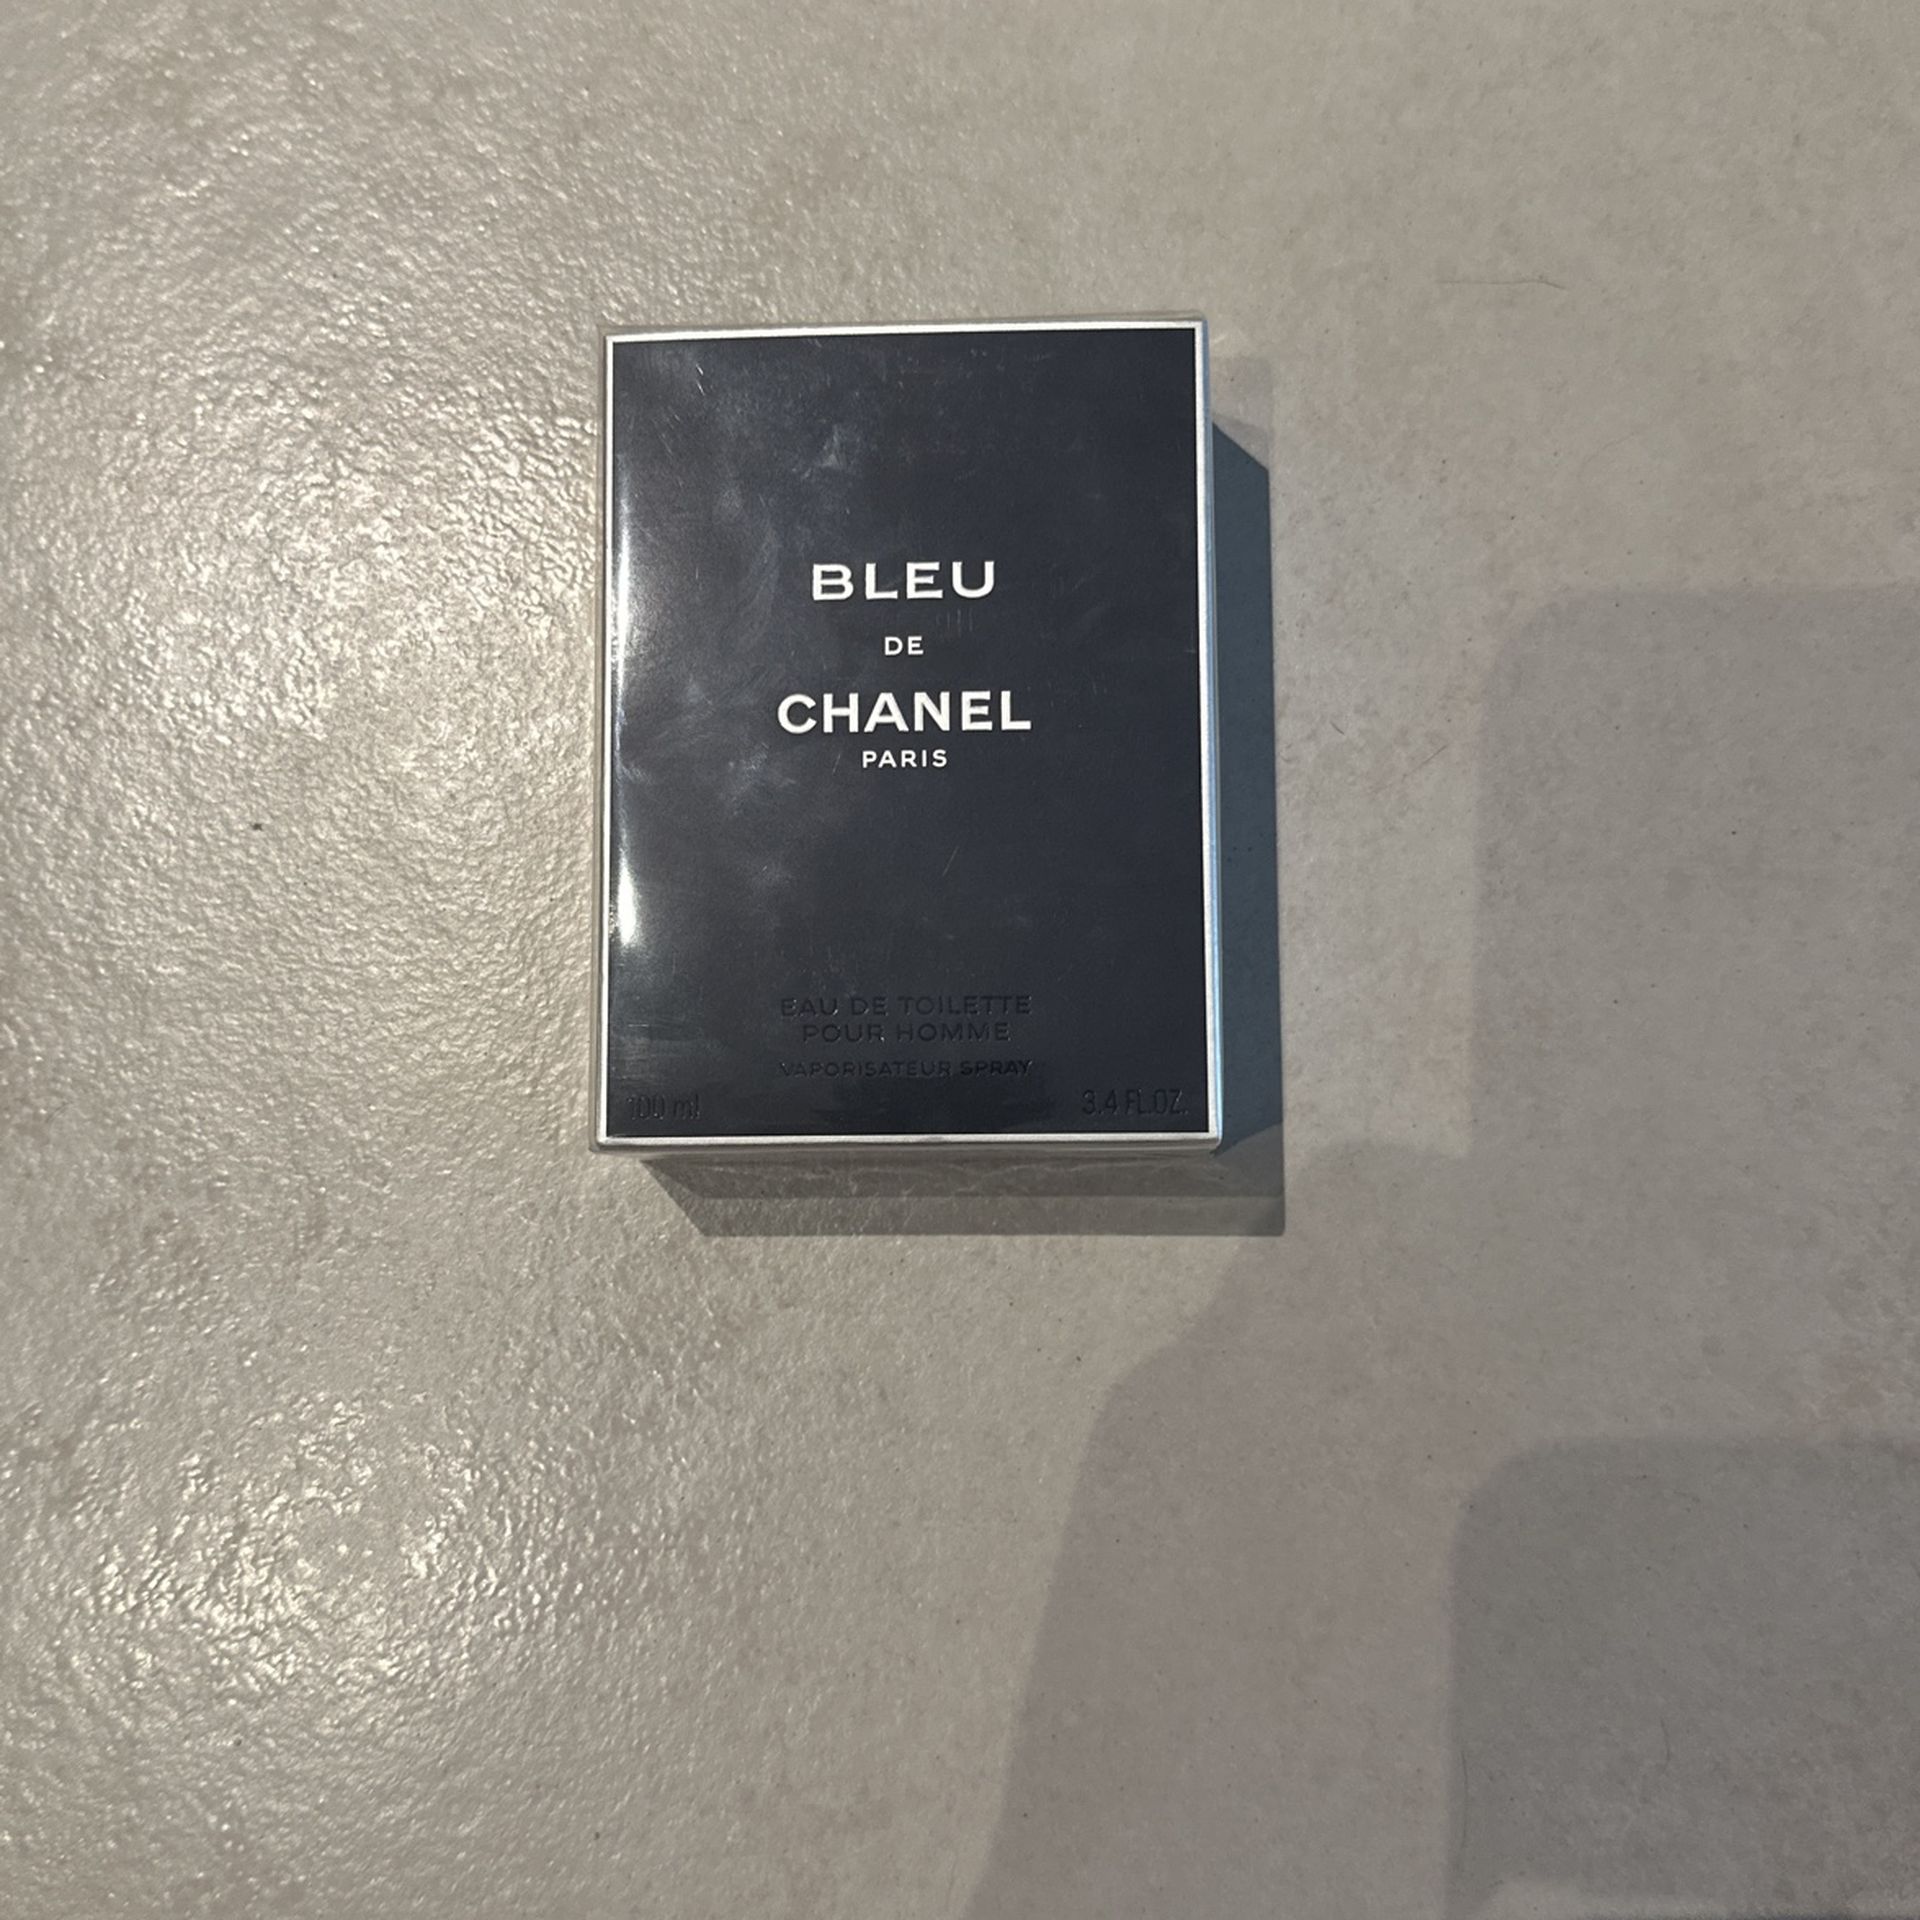 BLEU
DE
CHANEL
PARIS
EAU DE TOILETTE
POUR HOMME
VAPORISATEUR SPRAY
100 ml 3.4 FL.OZ.